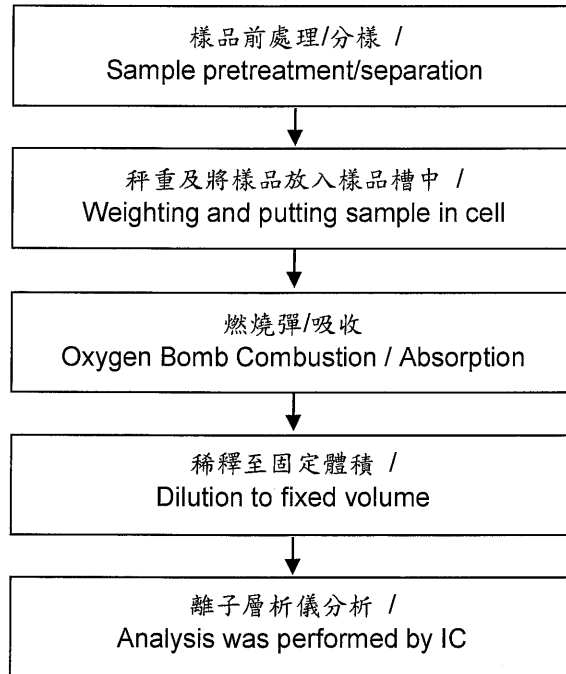 樣品前處理/分樣 /
Sample pretreatment/separation
秤重及將樣品放入樣品槽中 /
Weighting and putting sample in cell
燃燒彈/吸收
Oxygen Bomb Combustion / Absorption
稀釋至固定體積 /
Dilution to fixed volume
離子層析儀分析 /
Analysis was performed by IC